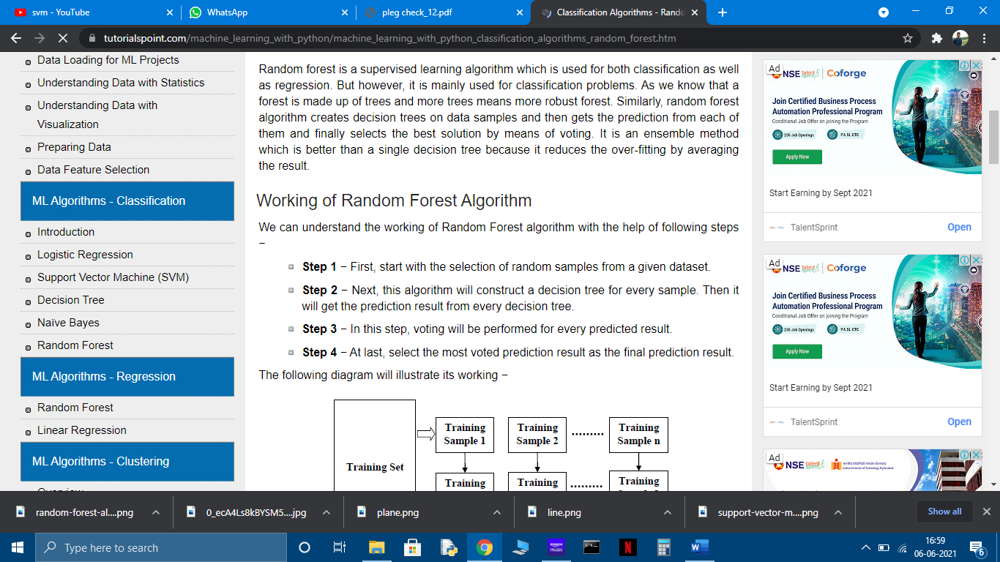 svm - YouTube
WhatsApp
pleg check_12.pdf
Classification Algorithms - Rando
tutorialspoint.com/machine_learning_with_python/machine_learning_with_python_classification_algorithms_random_forest.htm
Data Loading for ML Projects
Understanding Data with Statistics
Understanding Data with
Visualization
Preparing Data
Data Feature Selection
ML Algorithms - Classification
Introduction
Logistic Regression
Support Vector Machine (SVM)
Decision Tree
Naïve Bayes
Random Forest
ML Algorithms - Regression
Random Forest
Linear Regression
ML Algorithms - Clustering
Overview
Random forest is a supervised learning algorithm which is used for both classification as well
as regression. But however, it is mainly used for classification problems. As we know that a
forest is made up of trees and more trees means more robust forest. Similarly, random forest
algorithm creates decision trees on data samples and then gets the prediction from each of
them and finally selects the best solution by means of voting. It is an ensemble method
which is better than a single decision tree because it reduces the over-fitting by averaging
the result.
Working of Random Forest Algorithm
We can understand the working of Random Forest algorithm with the help of following steps
−
Step 1 − First, start with the selection of random samples from a given dataset.
Step 2 − Next, this algorithm will construct a decision tree for every sample. Then it
will get the prediction result from every decision tree.
Step 3 − In this step, voting will be performed for every predicted result.
Step 4 − At last, select the most voted prediction result as the final prediction result.
The following diagram will illustrate its working −
Training Set
Training
Sample 1
Training
Sample 2
.........
Training
Sample n
Training
Training
.........
Training
Ad
NSE talent sprint Coforge
Join Certified Business Process
Automation Professional Program
Conditional Job Offer on joining the Program
250 Job Openings
₹4.5L CTC
Apply Now
Start Earning by Sept 2021
TalentSprint
Open
Ad
NSE talent sprint Coforge
Join Certified Business Process
Automation Professional Program
Conditional Job Offer on joining the Program
250 Job Openings
₹4.5L CTC
Apply Now
Start Earning by Sept 2021
TalentSprint
Open
Ad
NSE talent sprint
Indian Institute of Technology Hyderabad
random-forest-al....png
0_ecA4Ls8kBYSM5....jpg
plane.png
line.png
support-vector-m....png
Show all
Type here to search
amazon music
N
W
16:59
06-06-2021
6